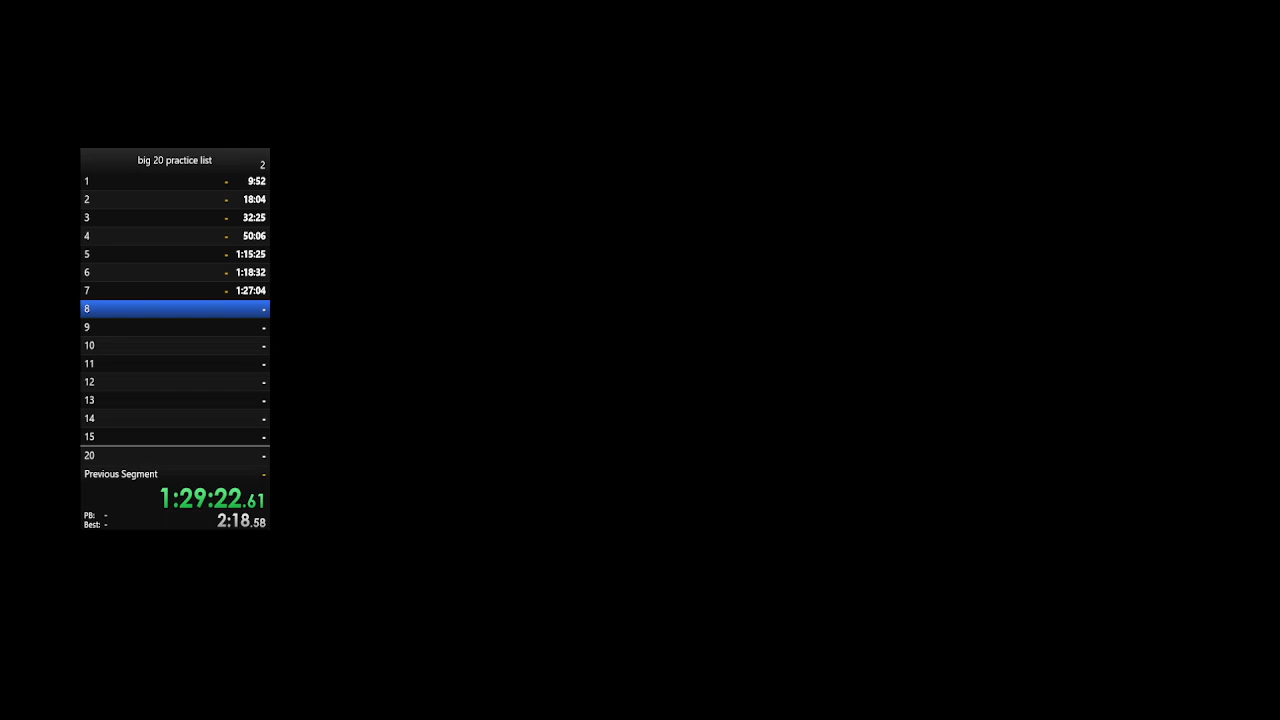 big 20 practice list
2
1 - 9:52
2 - 18:04
3 - 32:25
4 - 50:06
5 - 1:15:25
6 - 1:18:32
7 - 1:27:04
8 -
9 -
10 -
11 -
12 -
13 -
14 -
15 -
20 -
Previous Segment -
1:29:22.61
PB: -
Best: -
2:18.58